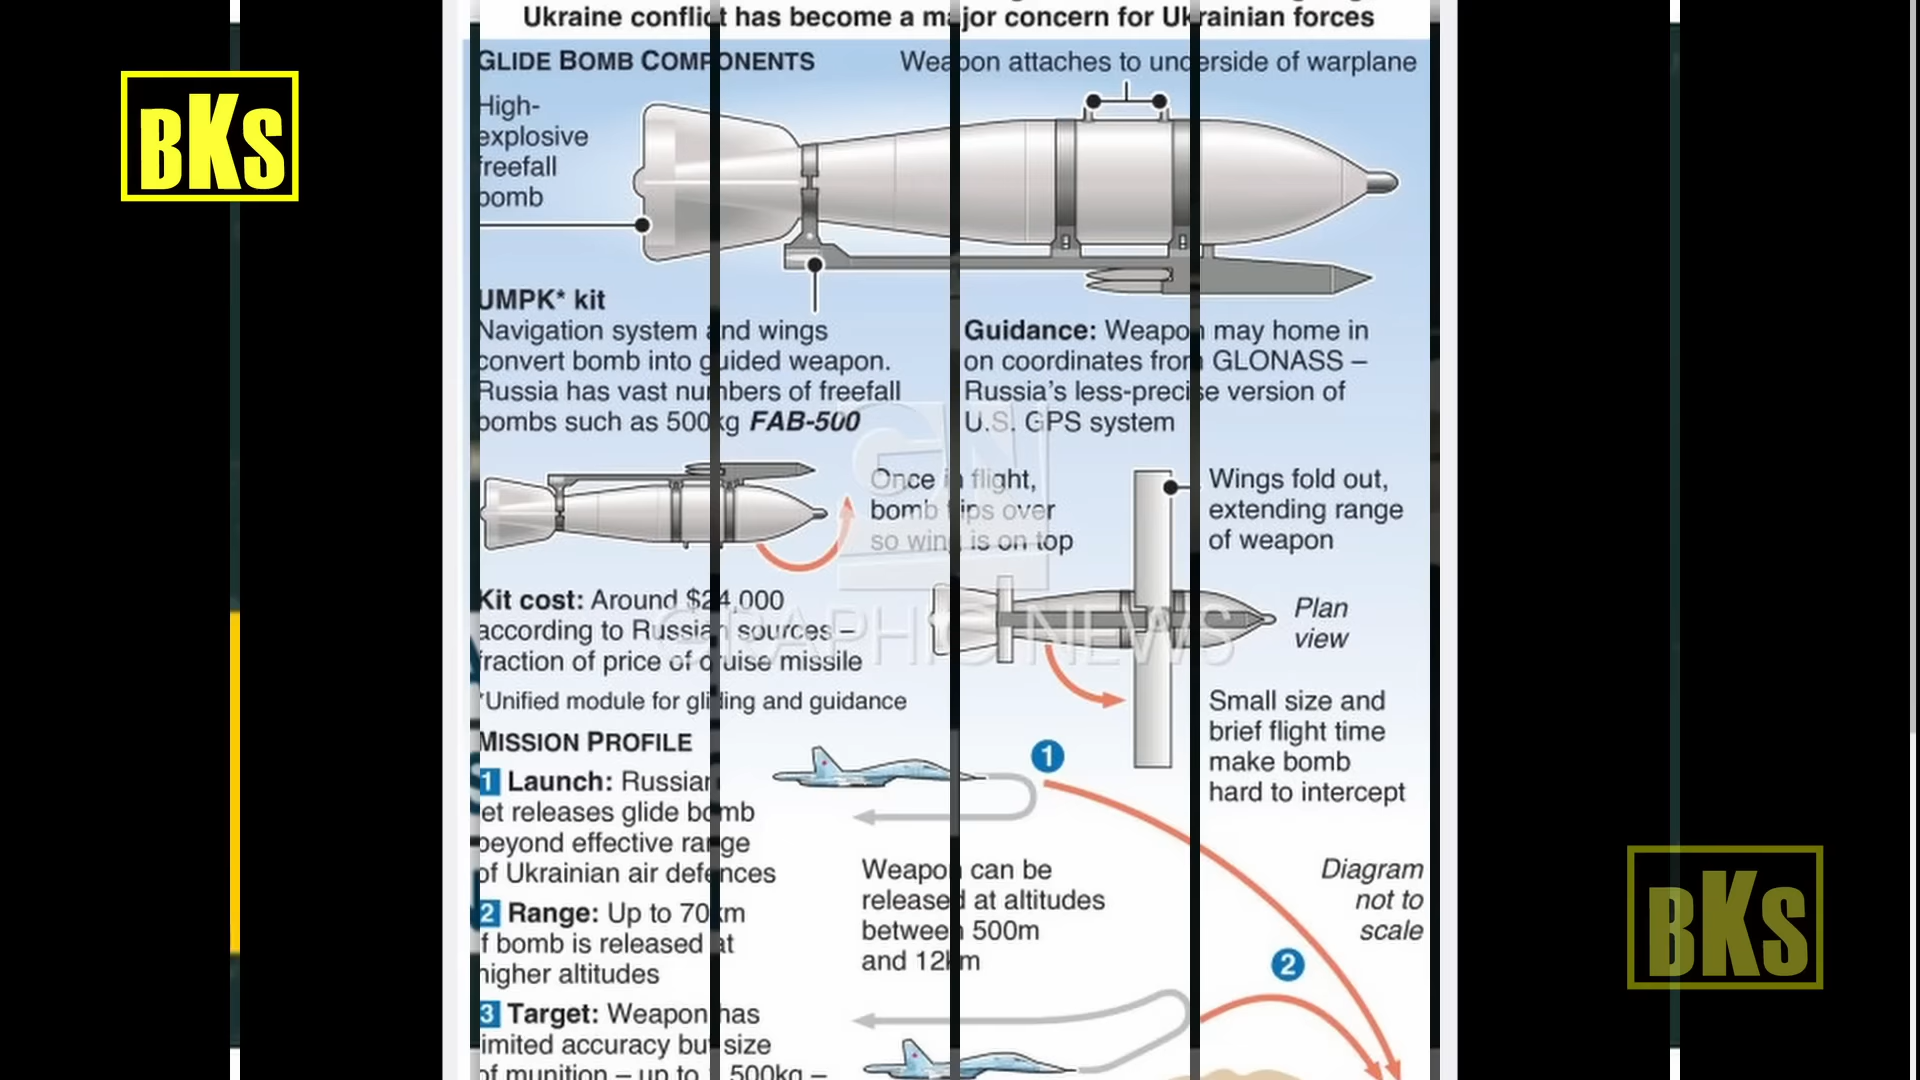 Ukraine conflict has become a major concern for Ukrainian forces
GLIDE BOMB COMPONENTS
Weapon attaches to underside of warplane
BKS
High-
explosive
freefall
bomb
UMPK* kit
Navigation system and wings
convert bomb into guided weapon.
Russia has vast numbers of freefall
bombs such as 500kg FAB-500
Guidance: Weapon may home in
on coordinates from GLONASS –
Russia's less-precise version of
U.S. GPS system
Once in flight,
bomb flips over
so wing is on top
Wings fold out,
extending range
of weapon
GN
GRAPHIC NEWS
Kit cost: Around $24,000
according to Russian sources –
fraction of price of cruise missile
*Unified module for gliding and guidance
Plan
view
Small size and
brief flight time
make bomb
hard to intercept
MISSION PROFILE
1 Launch: Russian
jet releases glide bomb
beyond effective range
of Ukrainian air defences
2 Range: Up to 70km
if bomb is released at
higher altitudes
3 Target: Weapon has
limited accuracy but size
of munition – up to 500kg –
1
Weapon can be
released at altitudes
between 500m
and 12km
Diagram
not to
scale
2
BKS